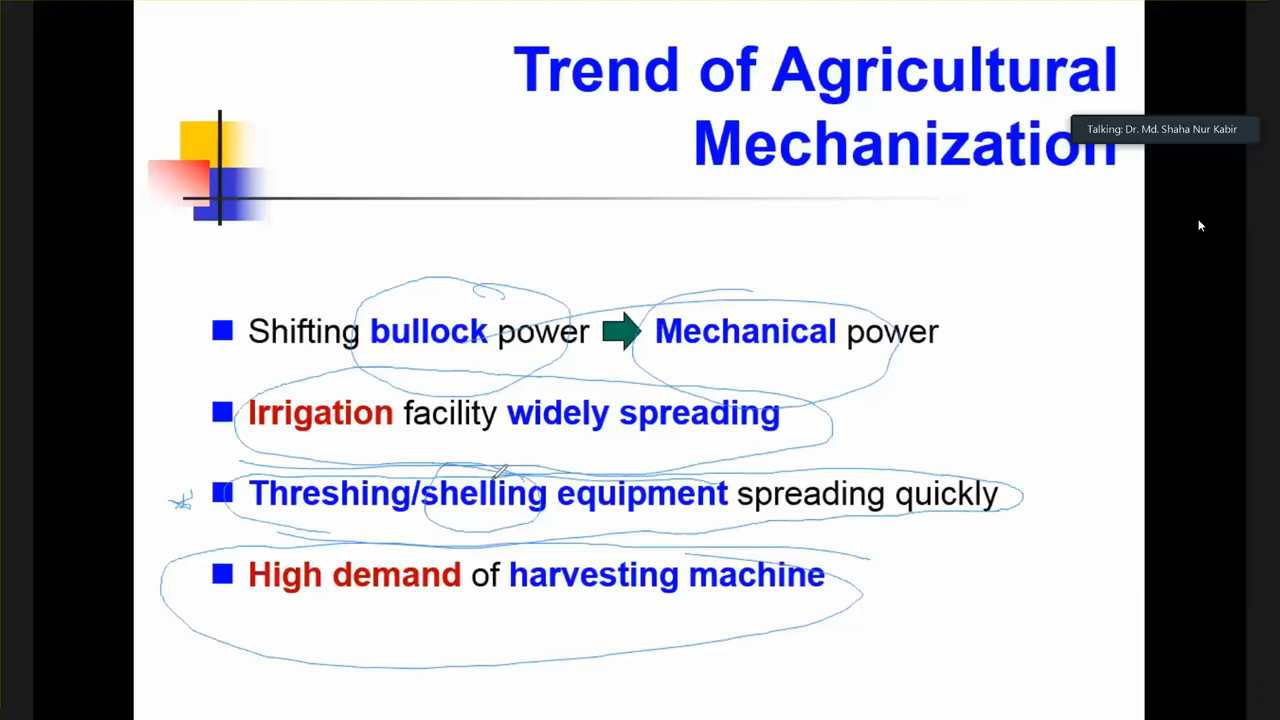 Trend of Agricultural
Mechanization
Talking: Dr. Md. Shaha Nur Kabir
Shifting bullock power Mechanical power
Irrigation facility widely spreading
Threshing/shelling equipment spreading quickly
High demand of harvesting machine